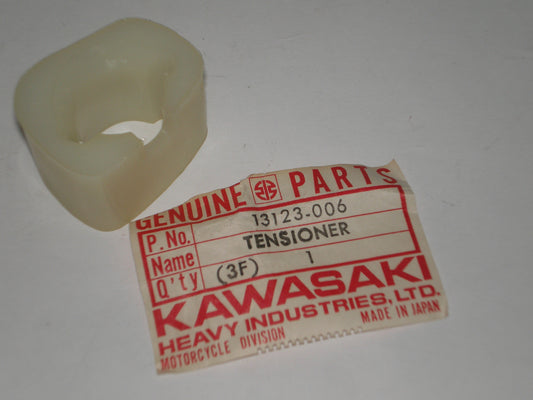 GENUINE PARTS
P. No. 13123-006
Name TENSIONER
Q'ty (3F) 1
KAWASAKI
HEAVY INDUSTRIES, LTD.
MOTORCYCLE DIVISION MADE IN JAPAN